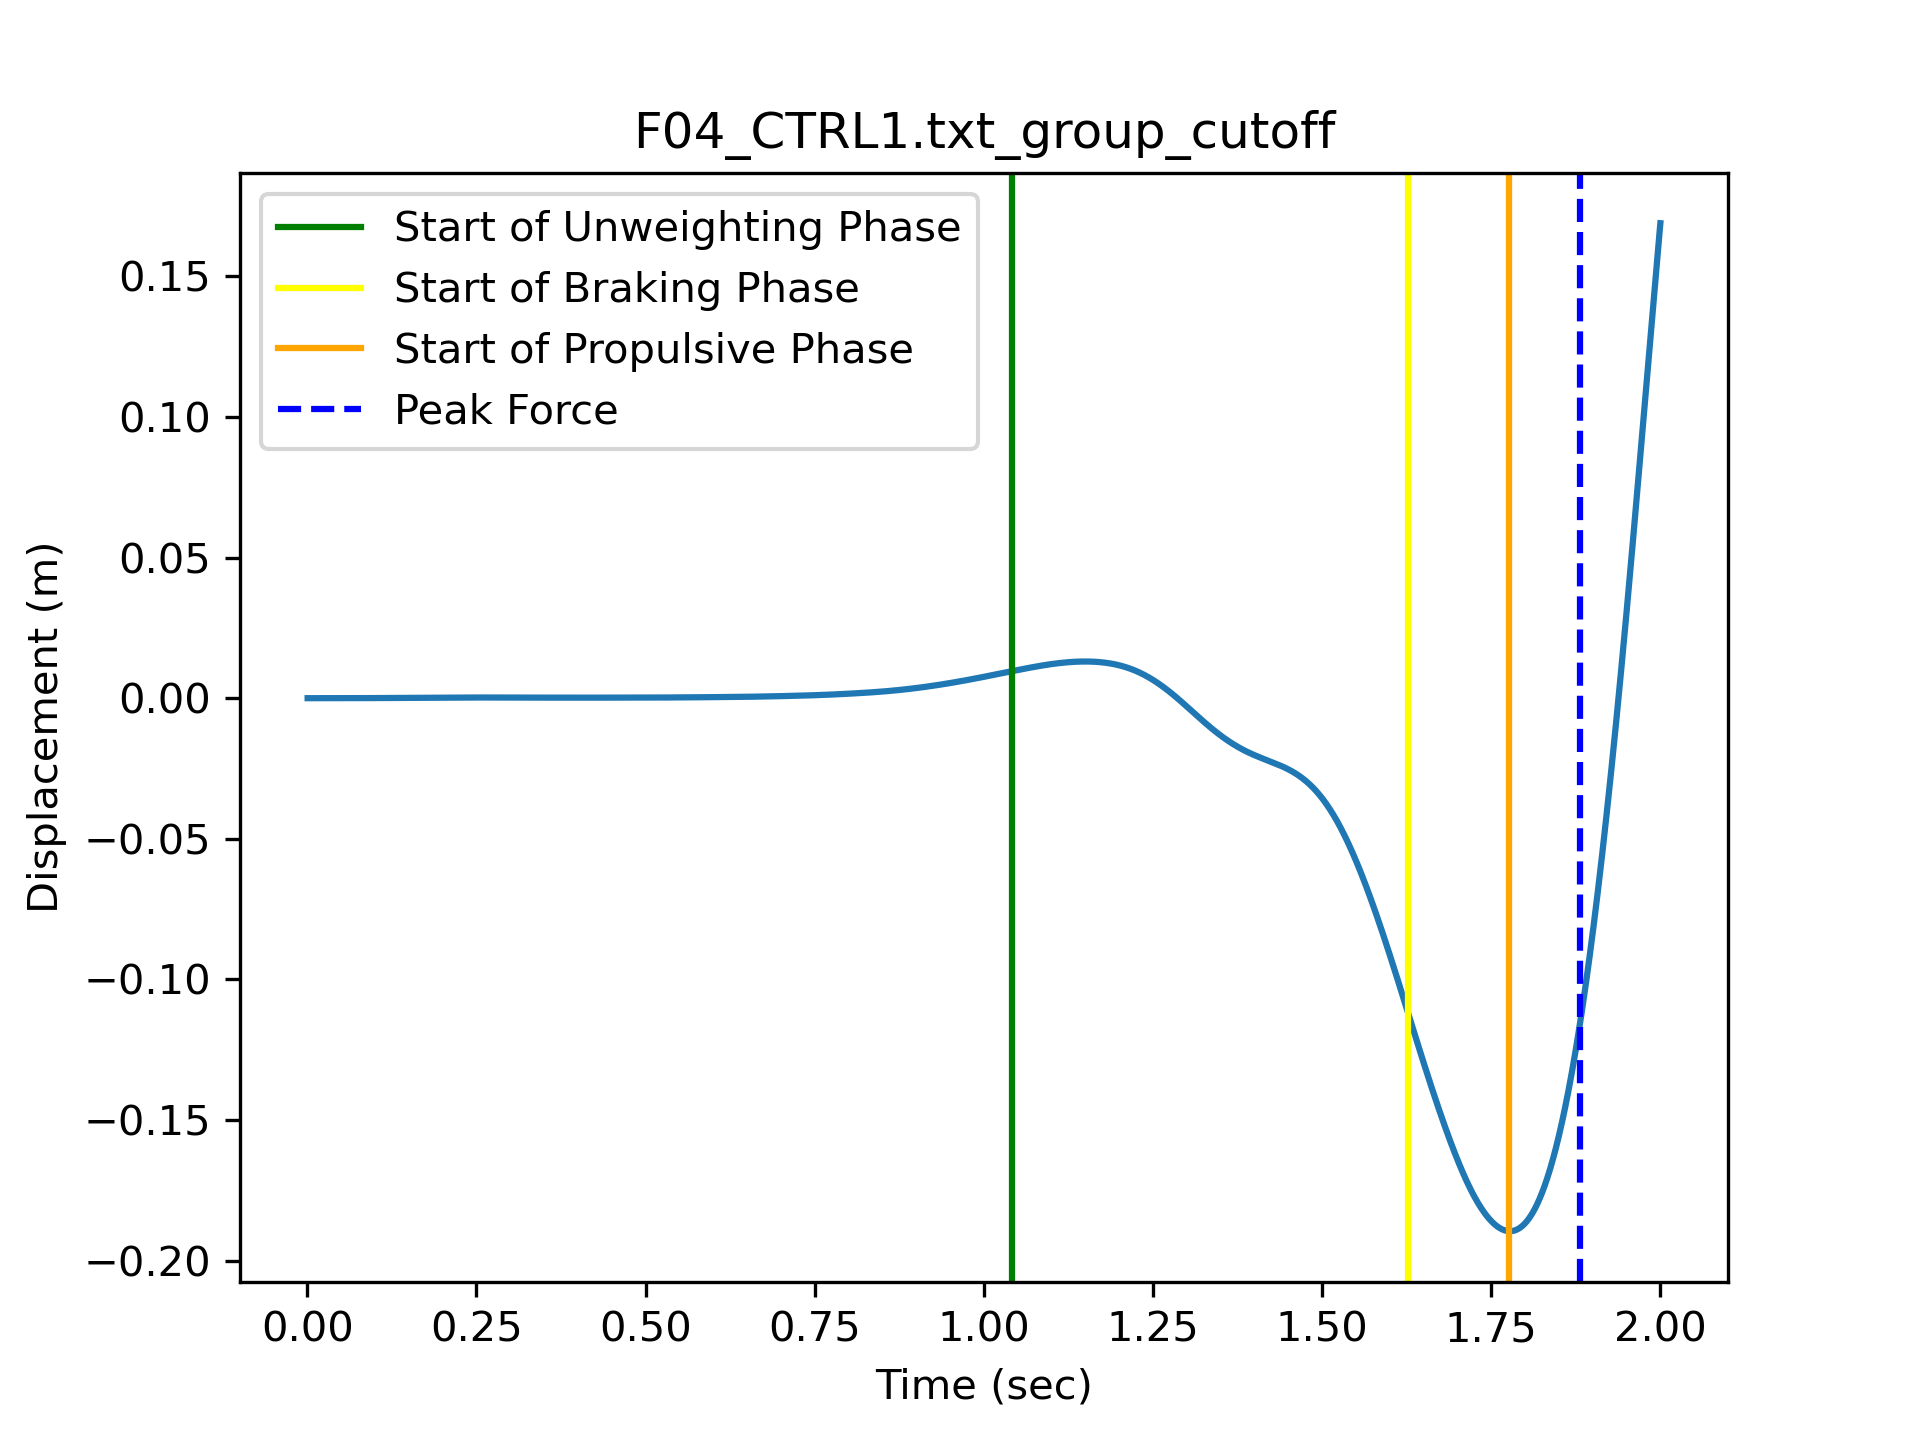 F04_CTRL1.txt_group_cutoff
Start of Unweighting Phase
Start of Braking Phase
Start of Propulsive Phase
Peak Force
Displacement (m)
0.15
0.10
0.05
0.00
−0.05
−0.10
−0.15
−0.20
0.00 0.25 0.50 0.75 1.00 1.25 1.50 1.75 2.00
Time (sec)